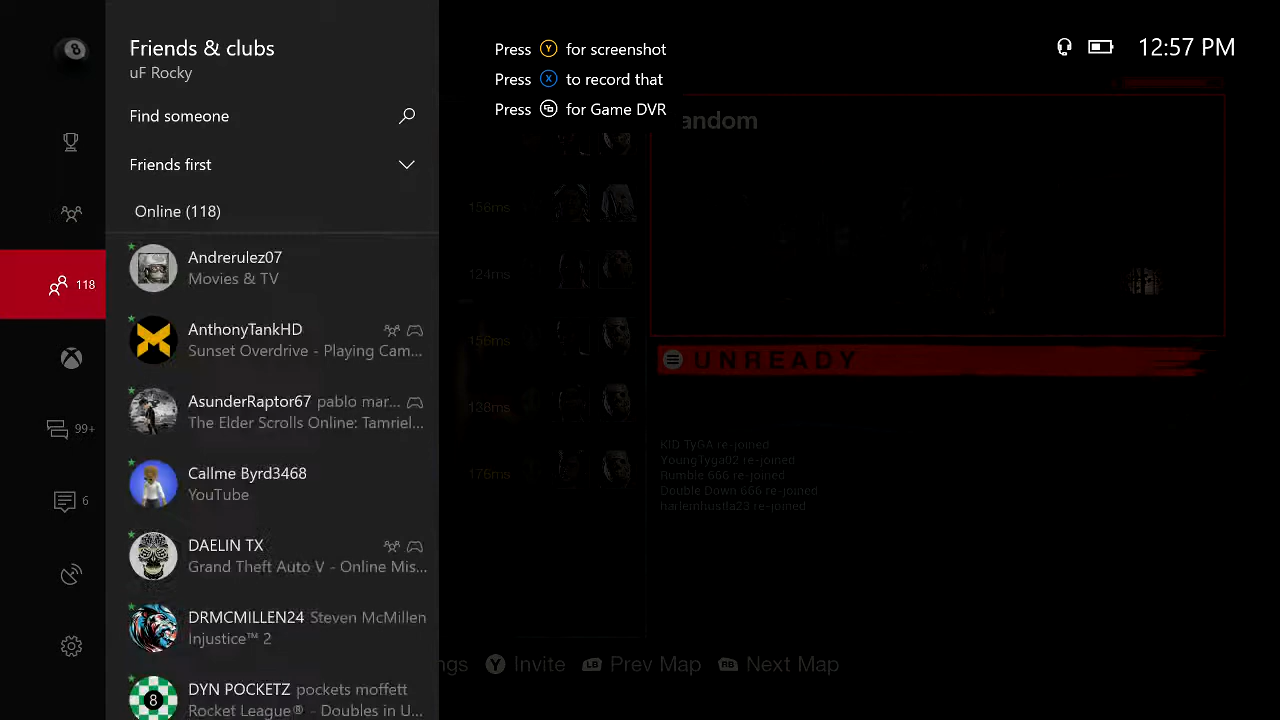 Friends & clubs
uF Rocky
Find someone
Friends first
Online (118)
Andrerulez07
Movies & TV
AnthonyTankHD
Sunset Overdrive - Playing Cam...
AsunderRaptor67 pablo mar...
The Elder Scrolls Online: Tamriel...
Callme Byrd3468
YouTube
DAELIN TX
Grand Theft Auto V - Online Mis...
DRMCMILLEN24 Steven McMillen
Injustice™ 2
DYN POCKETZ pockets moffett
Rocket League® - Doubles in U...
8
118
99+
6
8
Press Y for screenshot
Press X to record that
Press for Game DVR
12:57 PM
andom
156ms
124ms
156ms
138ms
176ms
UNREADY
KID TyGA re-joined
YoungTyga02 re-joined
Rumble 666 re-joined
Double Down 666 re-joined
harlemhustla23 re-joined
ngs Y Invite LB Prev Map RB Next Map